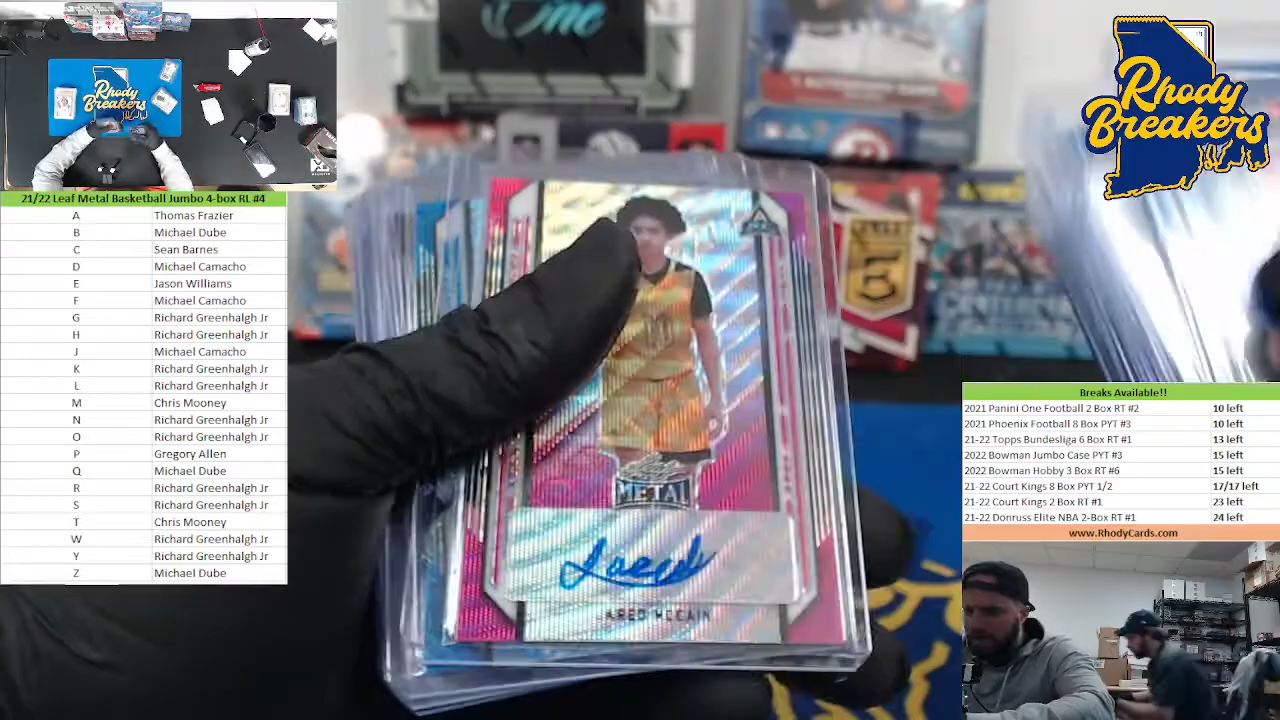 One
Rhody
Breakers
Rhody
Breakers
21/22 Leaf Metal Basketball Jumbo 4-box RL #4
A Thomas Frazier
B Michael Dube
C Sean Barnes
D Michael Camacho
E Jason Williams
F Michael Camacho
G Richard Greenhalgh Jr
H Richard Greenhalgh Jr
J Michael Camacho
K Richard Greenhalgh Jr
L Richard Greenhalgh Jr
M Chris Mooney
N Richard Greenhalgh Jr
O Richard Greenhalgh Jr
P Gregory Allen
Q Michael Dube
R Richard Greenhalgh Jr
S Richard Greenhalgh Jr
T Chris Mooney
W Richard Greenhalgh Jr
Y Richard Greenhalgh Jr
Z Michael Dube
METAL
ARED MCCAIN
Breaks Available!!
2021 Panini One Football 2 Box RT #2 10 left
2021 Phoenix Football 8 Box PYT #3 10 left
21-22 Topps Bundesliga 6 Box RT #1 13 left
2022 Bowman Jumbo Case PYT #3 15 left
2022 Bowman Hobby 3 Box RT #6 15 left
21-22 Court Kings 8 Box PYT 1/2 17/17 left
21-22 Court Kings 2 Box RT #1 23 left
21-22 Donruss Elite NBA 2-Box RT #1 24 left
www.RhodyCards.com